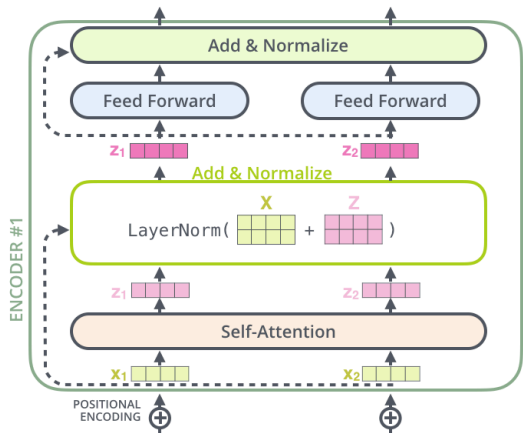 Add & Normalize
Feed Forward
Feed Forward
z1
z2
Add & Normalize
X
Z
LayerNorm( + )
z1
z2
Self-Attention
x1
x2
ENCODER #1
POSITIONAL
ENCODING